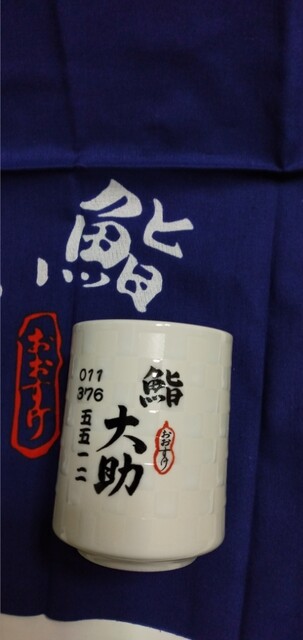 鮨
おおすけ
鮨
大助
おおすけ
011
376
五五一二